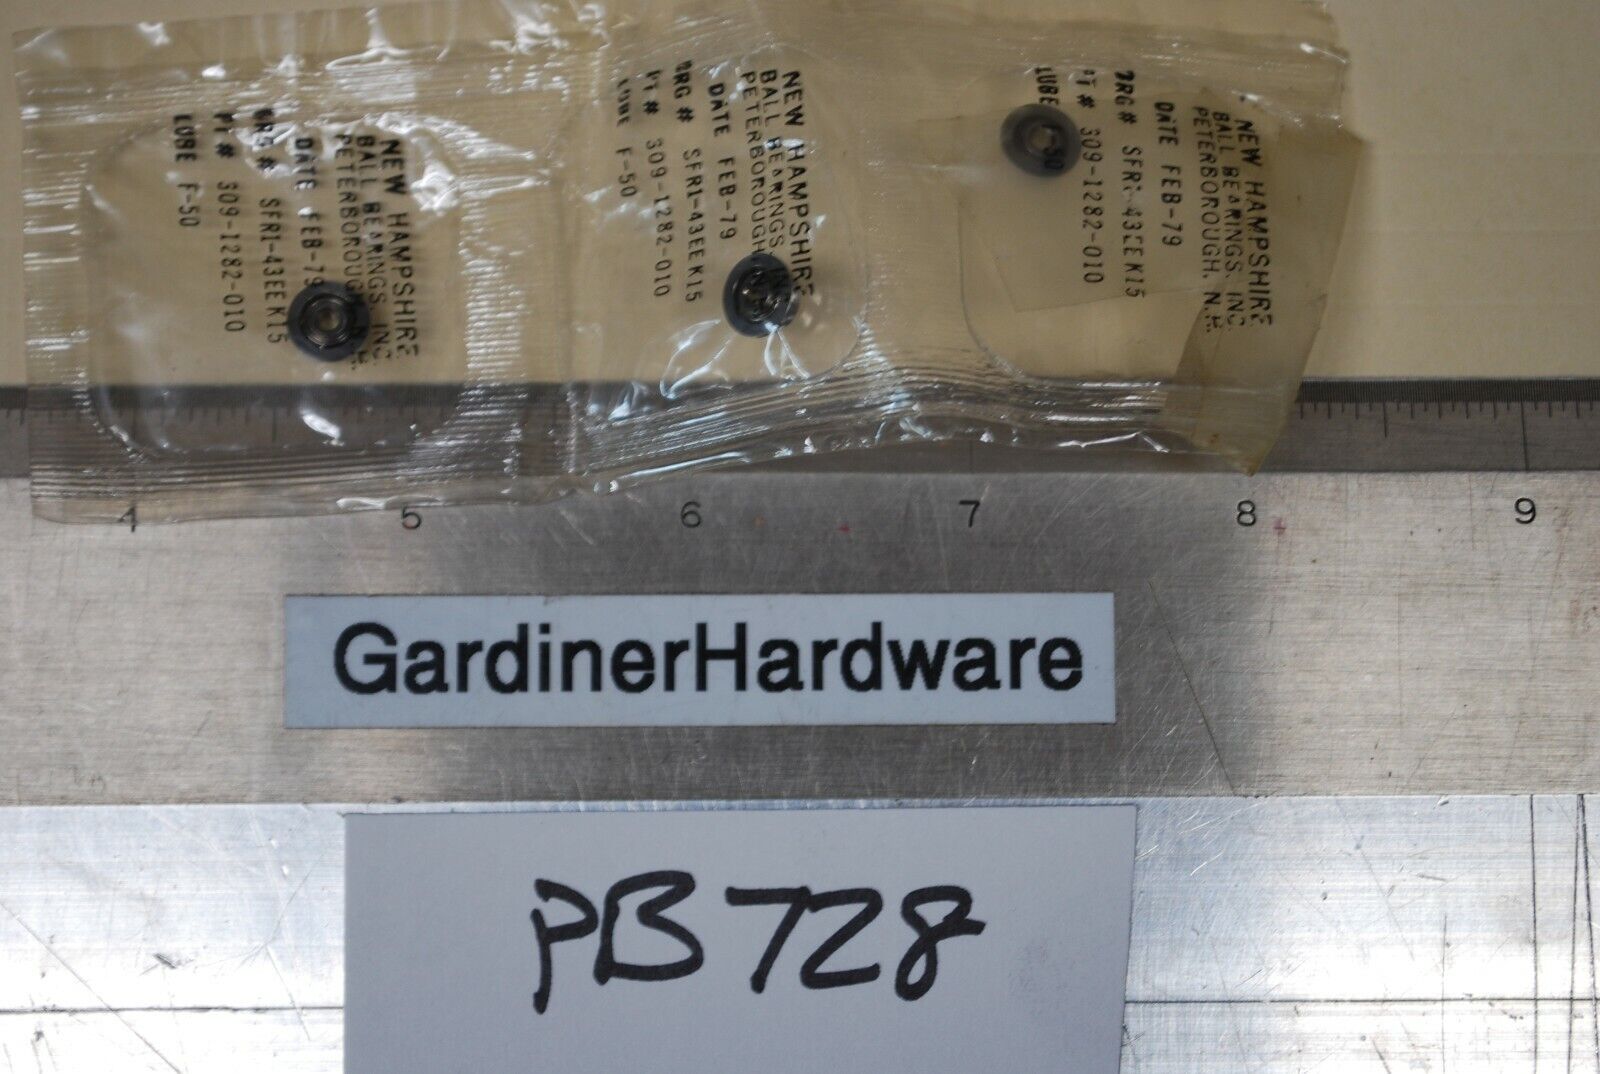 NEW HAMPSHIRE
BALL BEARINGS INC.
PETERBOROUGH, N.H.
DATE FEB-79
BRG # SFR1-43EEK15
PT # 309-1282-010
LUBE F-50
NEW HAMPSHIRE
BALL BEARINGS INC.
PETERBOROUGH
DATE FEB-79
BRG # SFR1-43EEK15
PT # 309-1282-010
LUBE F-50
NEW HAMPSHIRE
BALL BEARINGS, INC.
PETERBOROUGH, N.H.
DATE FEB-79
BRG # SFR1-43EEK15
PT # 309-1282-010
LUBE
4 5 6 7 8 9
GardinerHardware
PB728